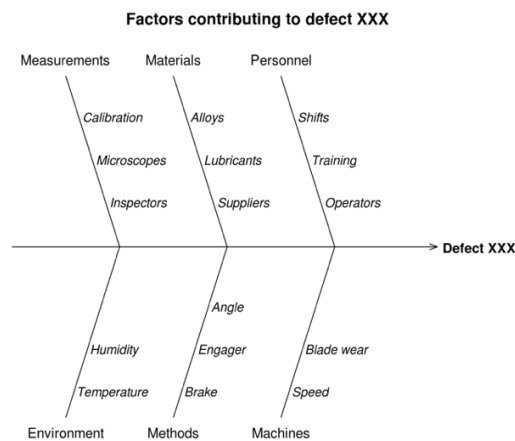 Factors contributing to defect XXX
Measurements
Materials
Personnel
Calibration
Alloys
Shifts
Microscopes
Lubricants
Training
Inspectors
Suppliers
Operators
Defect XXX
Angle
Humidity
Engager
Blade wear
Temperature
Brake
Speed
Environment
Methods
Machines